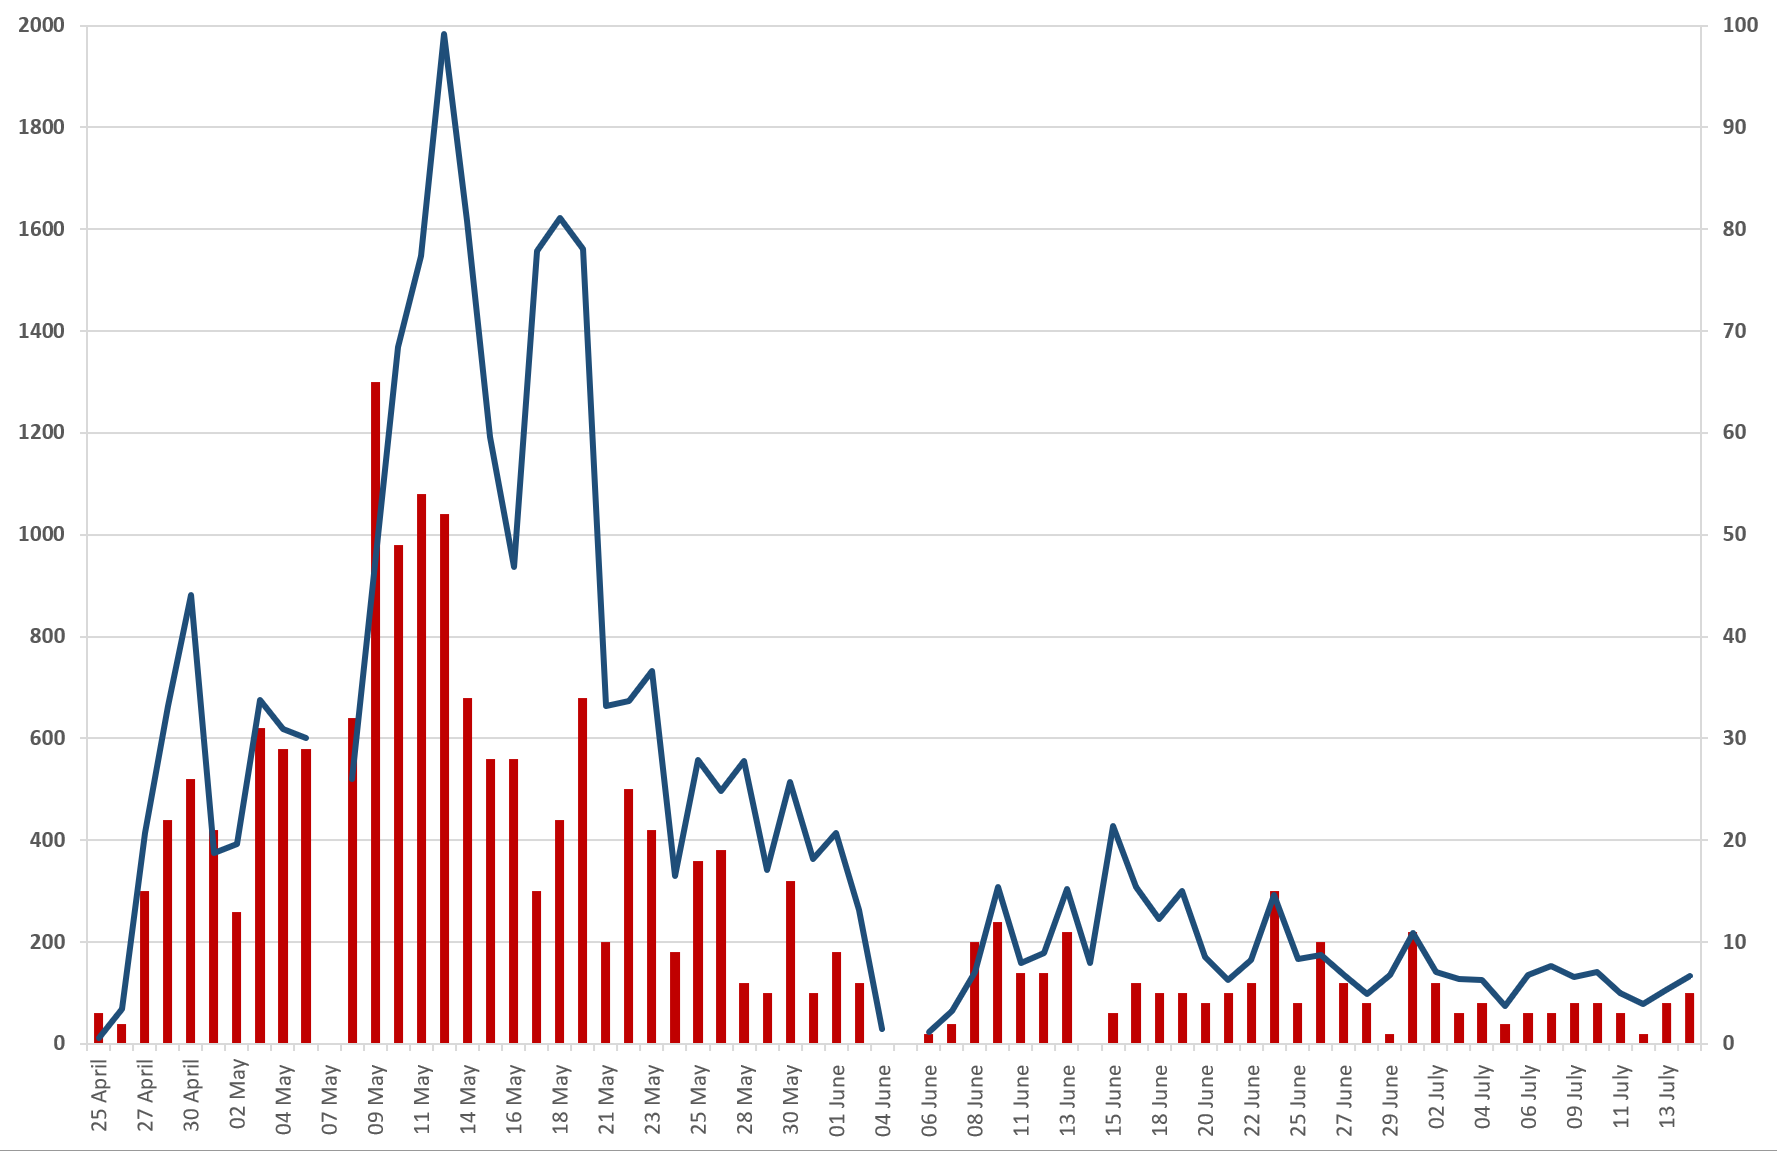 2000
1800
1600
1400
1200
1000
800
600
400
200
0
100
90
80
70
60
50
40
30
20
10
0
25 April
27 April
30 April
02 May
04 May
07 May
09 May
11 May
14 May
16 May
18 May
21 May
23 May
25 May
28 May
30 May
01 June
04 June
06 June
08 June
11 June
13 June
15 June
18 June
20 June
22 June
25 June
27 June
29 June
02 July
04 July
06 July
09 July
11 July
13 July